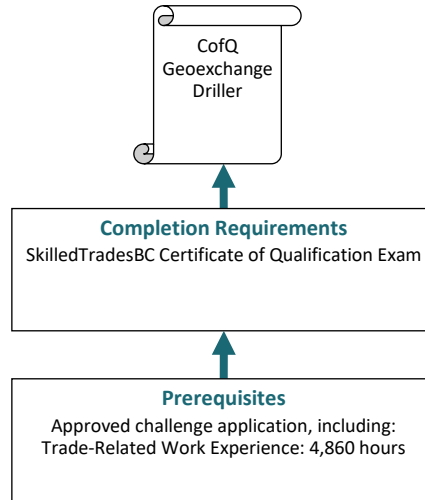 CofQ
Geoexchange
Driller
Completion Requirements
SkilledTradesBC Certificate of Qualification Exam
Prerequisites
Approved challenge application, including:
Trade-Related Work Experience: 4,860 hours